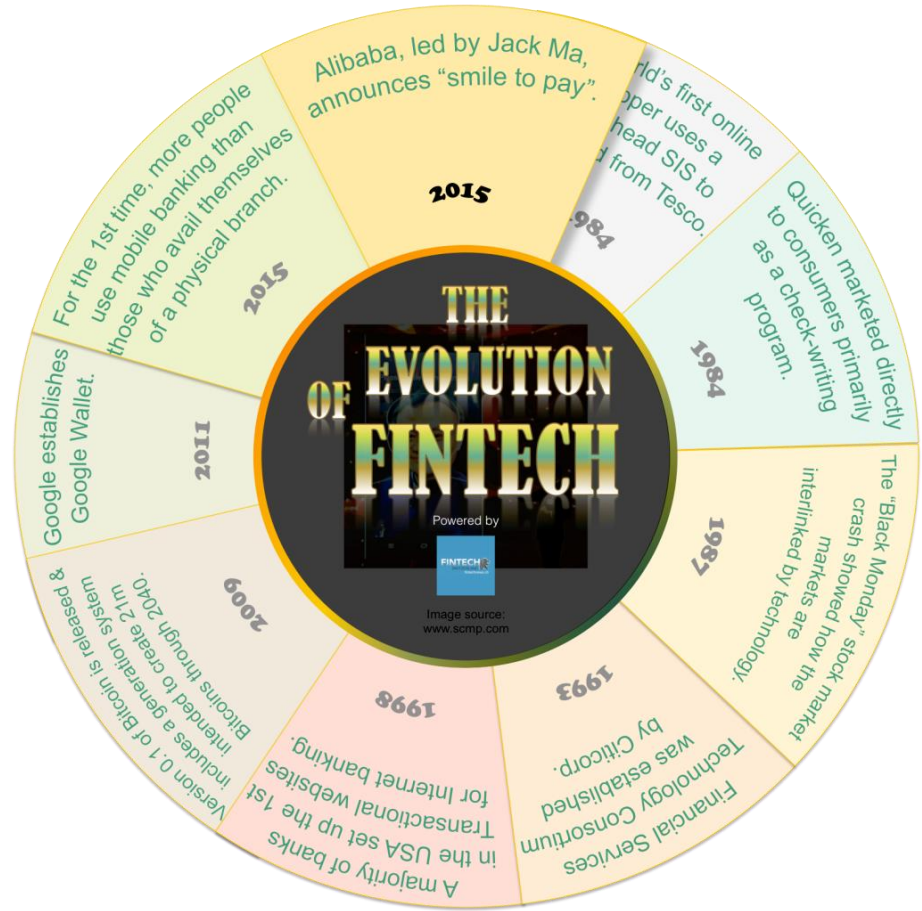 THE
EVOLUTION
OF
FINTECH
Powered by
FINTECH
Image source:
www.scmp.com
Alibaba, led by Jack Ma,
announces “smile to pay”.
2015
rld's first online
oper uses a
head SIS to
d from Tesco.
984
Quicken marketed directly
to consumers primarily
as a check-writing
program.
1984
The “Black Monday” stock market
crash showed how the
markets are
interlinked by technology.
1987
Financial Services
Technology Consortium
was established
by Citicorp.
1993
A majority of banks
in the USA set up the 1st
Transactional websites
for Internet banking.
1998
Version 0.1 of Bitcoin is released &
includes a generation system
intended to create 21m
Bitcoins through 2040.
2009
Google establishes
Google Wallet.
2011
For the 1st time, more people
use mobile banking than
those who avail themselves
of a physical branch.
2015